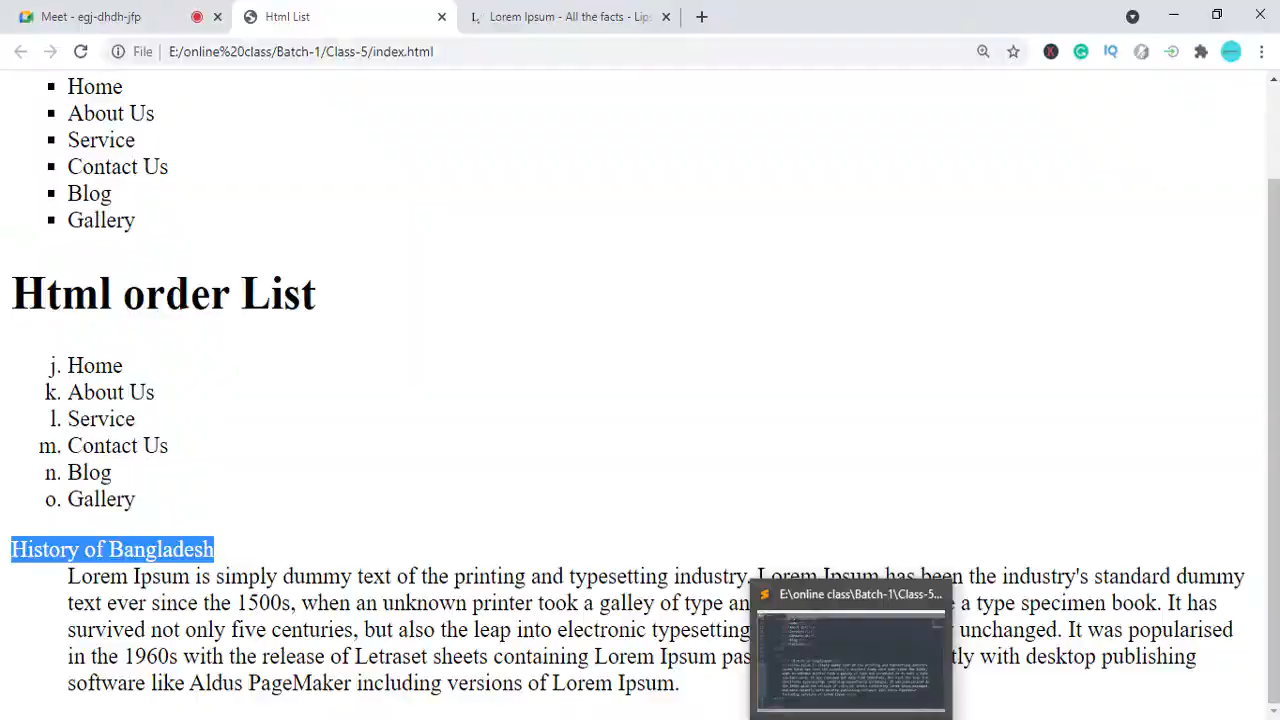 Meet - egj-dhdh-jfp
Html List
Lorem Ipsum - All the facts - Lips
File E:/online%20class/Batch-1/Class-5/index.html
Home
About Us
Service
Contact Us
Blog
Gallery
Html order List
j. Home
k. About Us
l. Service
m. Contact Us
n. Blog
o. Gallery
History of Bangladesh
Lorem Ipsum is simply dummy text of the printing and typesetting industry. Lorem Ipsum has been the industry's standard dummy
text ever since the 1500s, when an unknown printer took a galley of type an e a type specimen book. It has
survived not only five centuries, but also the leap into electronic typesetting nchanged. It was popularised
in the 1960s with the release of Letraset sheets containing Lorem Ipsum pas tly with desktop publishing
PageMaker including versions of Lorem Ipsum.
E:\online class\Batch-1\Class-5...